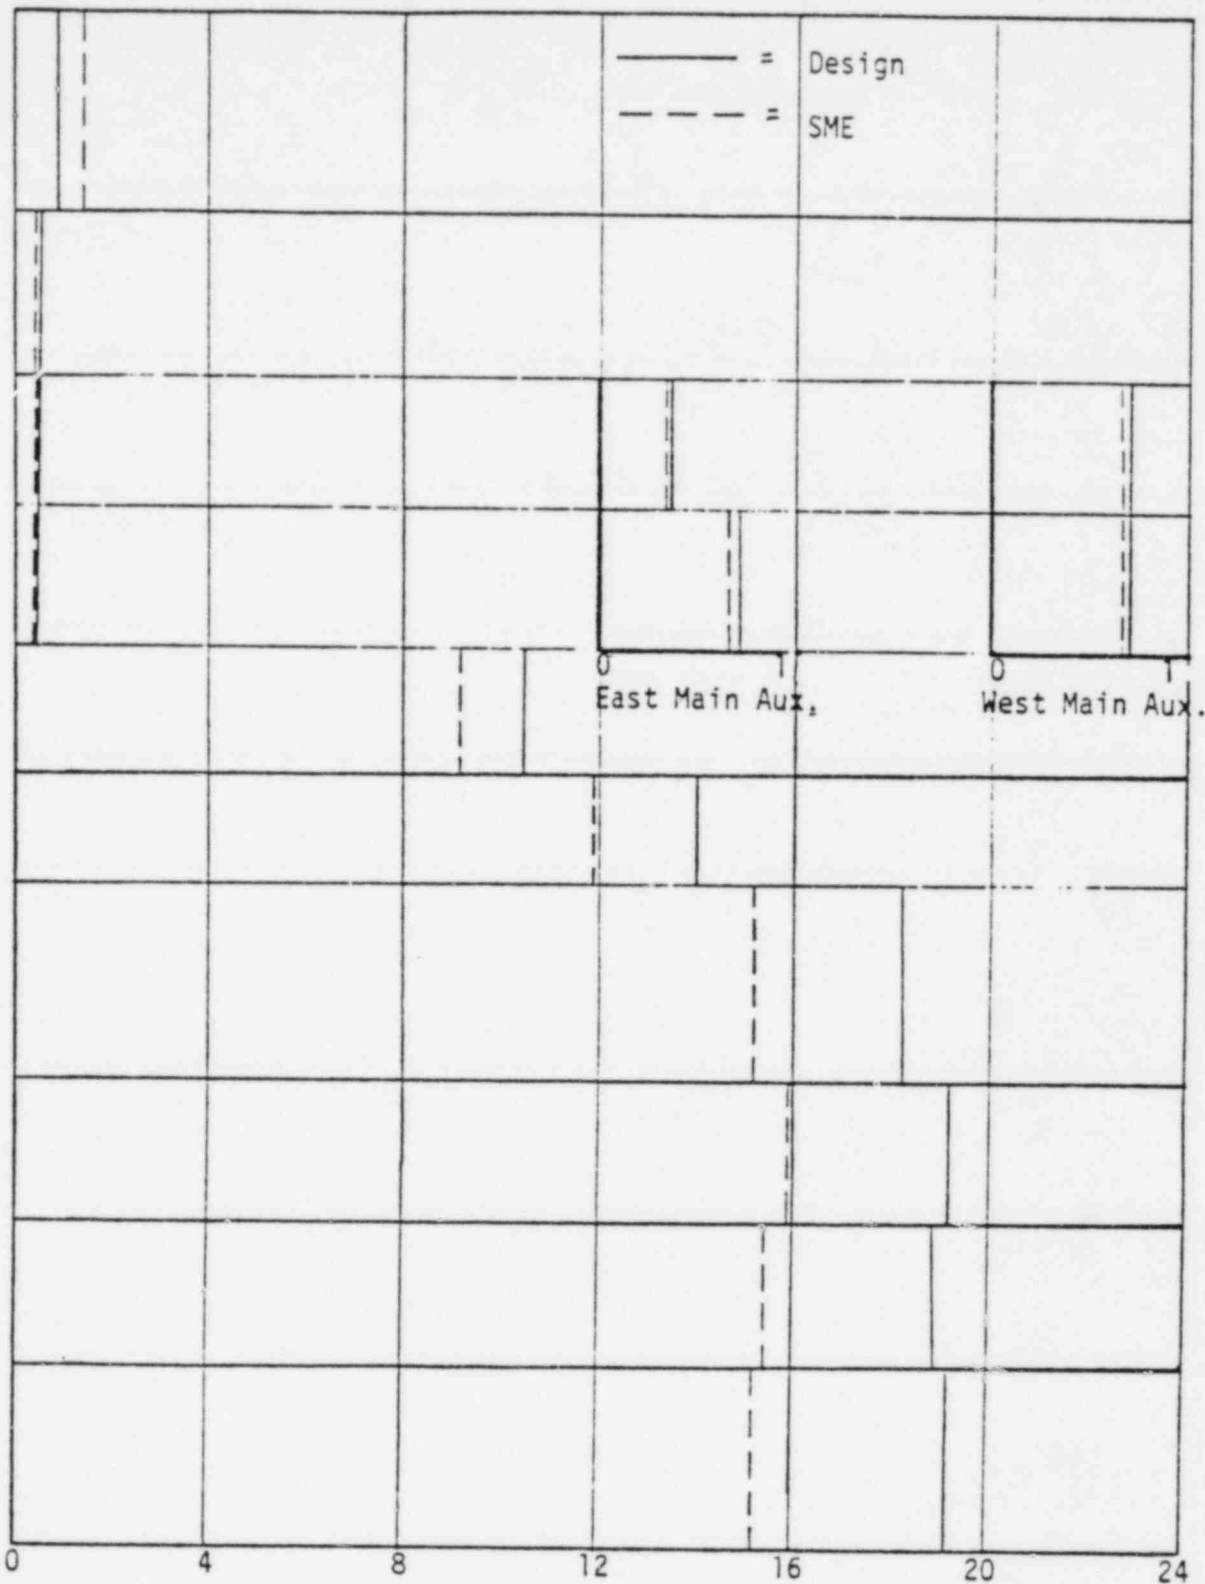 = Design
= SME
0 1
East Main Aux.
0 1
West Main Aux.
0 4 8 12 16 20 24